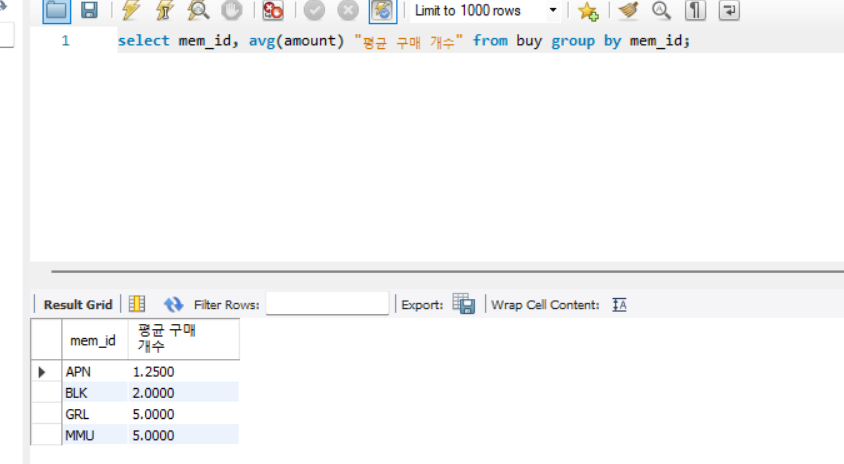 Limit to 1000 rows
1 select mem_id, avg(amount) "평균 구매 개수" from buy group by mem_id;
Result Grid Filter Rows: Export: Wrap Cell Content:
mem_id 평균 구매
개수
APN 1.2500
BLK 2.0000
GRL 5.0000
MMU 5.0000